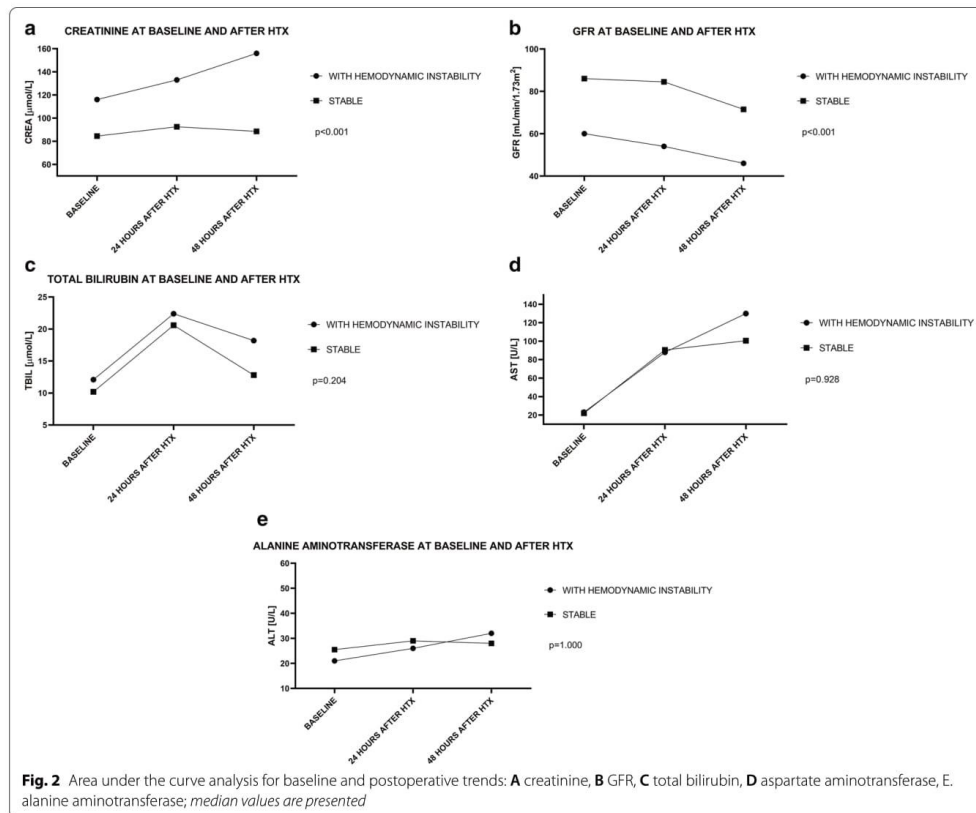 a
CREATININE AT BASELINE AND AFTER HTX
CREA [µmol/L]
160
140
120
100
80
60
BASELINE
24 HOURS AFTER HTX
48 HOURS AFTER HTX
WITH HEMODYNAMIC INSTABILITY
STABLE
p<0.001
b
GFR AT BASELINE AND AFTER HTX
GFR [mL/min/1.73m²]
100
80
60
40
BASELINE
24 HOURS AFTER HTX
48 HOURS AFTER HTX
WITH HEMODYNAMIC INSTABILITY
STABLE
p<0.001
c
TOTAL BILIRUBIN AT BASELINE AND AFTER HTX
TBIL [µmol/L]
25
20
15
10
5
BASELINE
24 HOURS AFTER HTX
48 HOURS AFTER HTX
WITH HEMODYNAMIC INSTABILITY
STABLE
p=0.204
d
AST [U/L]
140
120
100
80
60
40
20
BASELINE
24 HOURS AFTER HTX
48 HOURS AFTER HTX
WITH HEMODYNAMIC INSTABILITY
STABLE
p=0.928
e
ALANINE AMINOTRANSFERASE AT BASELINE AND AFTER HTX
ALT [U/L]
60
50
40
30
20
10
BASELINE
24 HOURS AFTER HTX
48 HOURS AFTER HTX
WITH HEMODYNAMIC INSTABILITY
STABLE
p=1.000
Fig. 2 Area under the curve analysis for baseline and postoperative trends: A creatinine, B GFR, C total bilirubin, D aspartate aminotransferase, E.
alanine aminotransferase; median values are presented